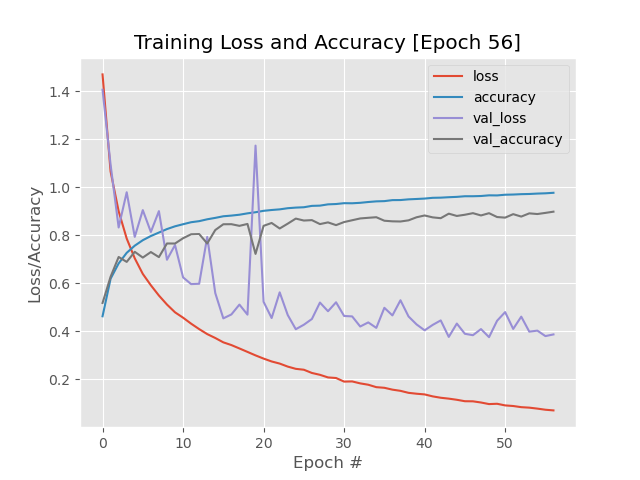 Training Loss and Accuracy [Epoch 56]
loss
accuracy
val_loss
val_accuracy
1.4
1.2
1.0
0.8
0.6
0.4
0.2
Loss/Accuracy
0 10 20 30 40 50
Epoch #